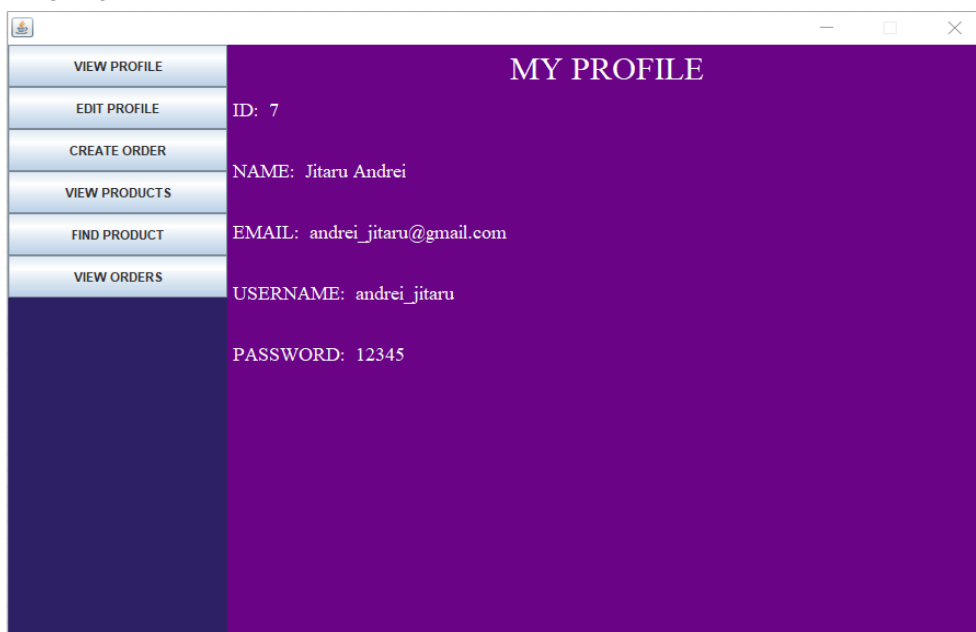 VIEW PROFILE
EDIT PROFILE
CREATE ORDER
VIEW PRODUCTS
FIND PRODUCT
VIEW ORDERS
MY PROFILE
ID: 7
NAME: Jitaru Andrei
EMAIL: andrei_jitaru@gmail.com
USERNAME: andrei_jitaru
PASSWORD: 12345